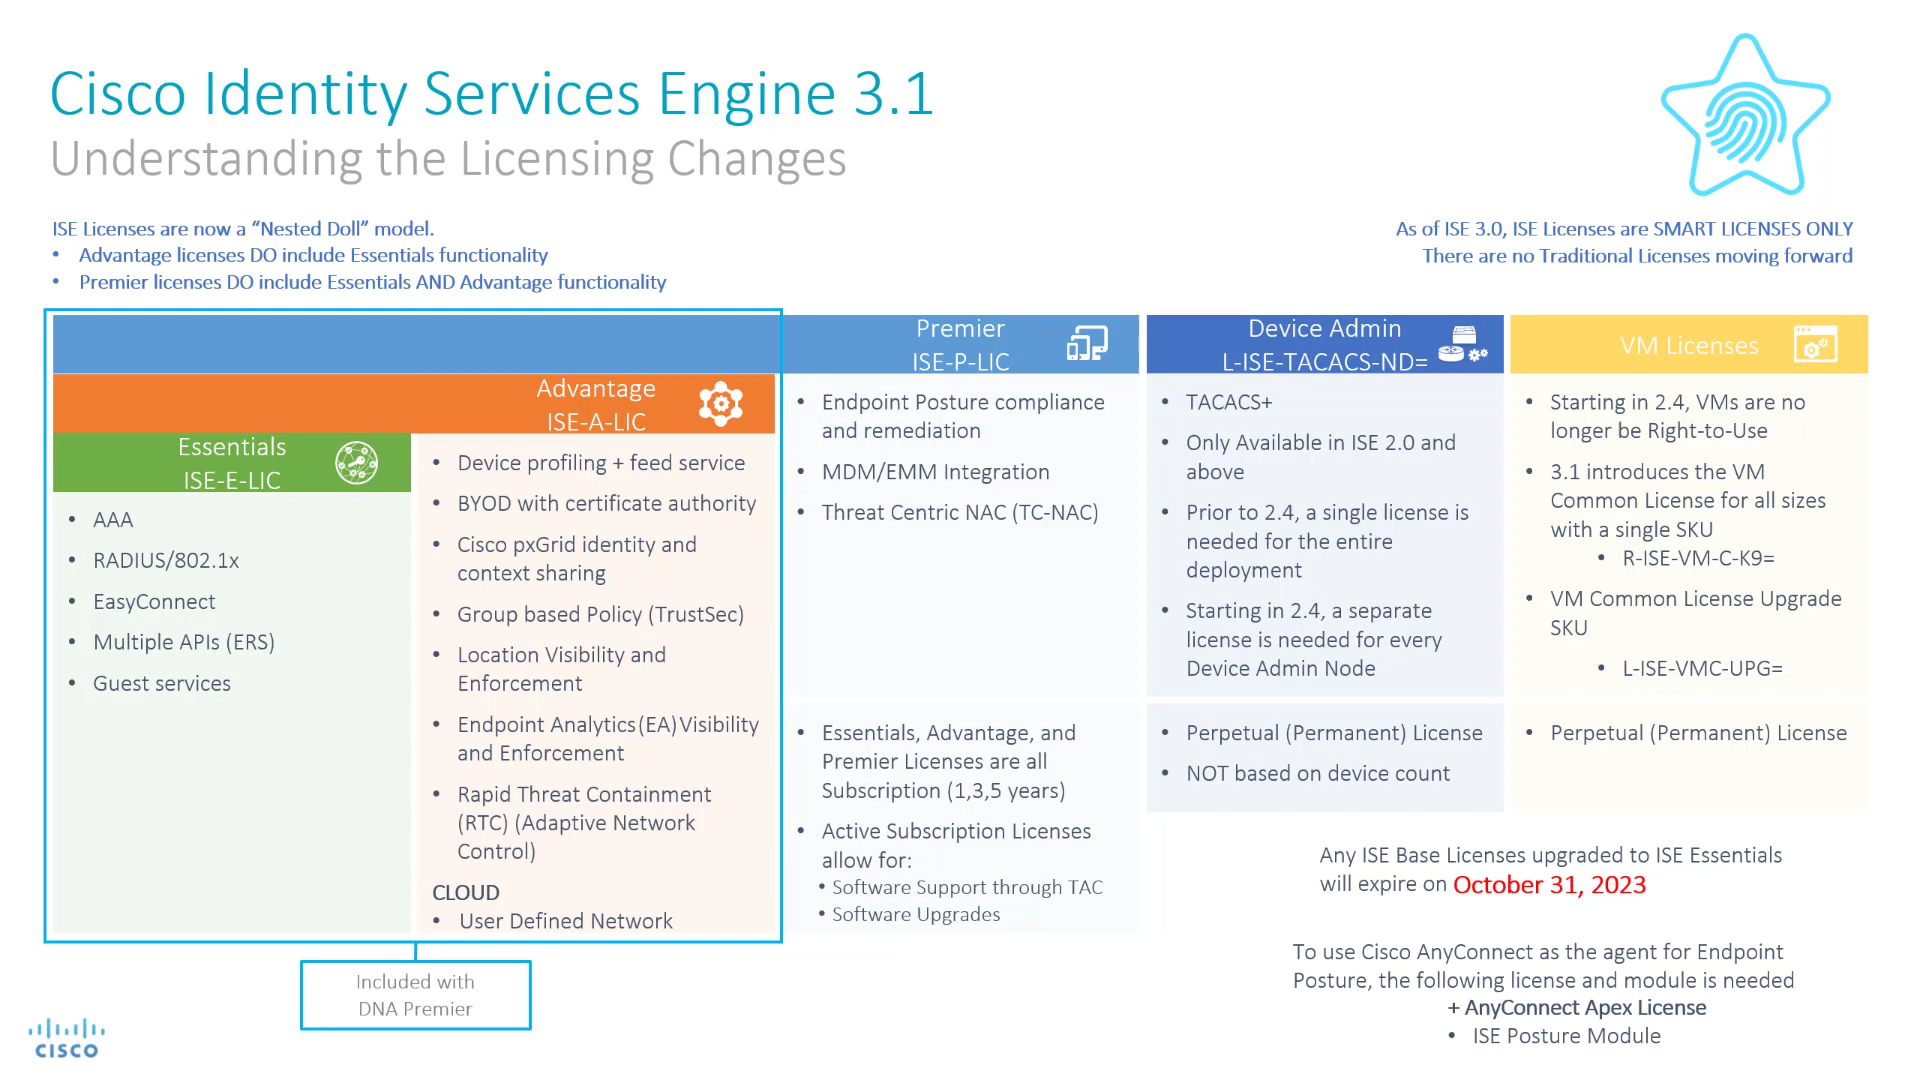 Cisco Identity Services Engine 3.1
Understanding the Licensing Changes
ISE Licenses are now a “Nested Doll” model.
• Advantage licenses DO include Essentials functionality
• Premier licenses DO include Essentials AND Advantage functionality
As of ISE 3.0, ISE Licenses are SMART LICENSES ONLY
There are no Traditional Licenses moving forward
Essentials
ISE-E-LIC
• AAA
• RADIUS/802.1x
• EasyConnect
• Multiple APIs (ERS)
• Guest services
Advantage
ISE-A-LIC
• Device profiling + feed service
• BYOD with certificate authority
• Cisco pxGrid identity and
context sharing
• Group based Policy (TrustSec)
• Location Visibility and
Enforcement
• Endpoint Analytics (EA) Visibility
and Enforcement
• Rapid Threat Containment
(RTC) (Adaptive Network
Control)
CLOUD
• User Defined Network
Premier
ISE-P-LIC
• Endpoint Posture compliance
and remediation
• MDM/EMM Integration
• Threat Centric NAC (TC-NAC)
• Essentials, Advantage, and
Premier Licenses are all
Subscription (1,3,5 years)
• Active Subscription Licenses
allow for:
• Software Support through TAC
• Software Upgrades
Device Admin
L-ISE-TACACS-ND=
• TACACS+
• Only Available in ISE 2.0 and
above
• Prior to 2.4, a single license is
needed for the entire
deployment
• Starting in 2.4, a separate
license is needed for every
Device Admin Node
• Perpetual (Permanent) License
• NOT based on device count
VM Licenses
• Starting in 2.4, VMs are no
longer be Right-to-Use
• 3.1 introduces the VM
Common License for all sizes
with a single SKU
• R-ISE-VM-C-K9=
• VM Common License Upgrade
SKU
• L-ISE-VMC-UPG=
• Perpetual (Permanent) License
Any ISE Base Licenses upgraded to ISE Essentials
will expire on October 31, 2023
To use Cisco AnyConnect as the agent for Endpoint
Posture, the following license and module is needed
+ AnyConnect Apex License
• ISE Posture Module
Included with
DNA Premier
CISCO